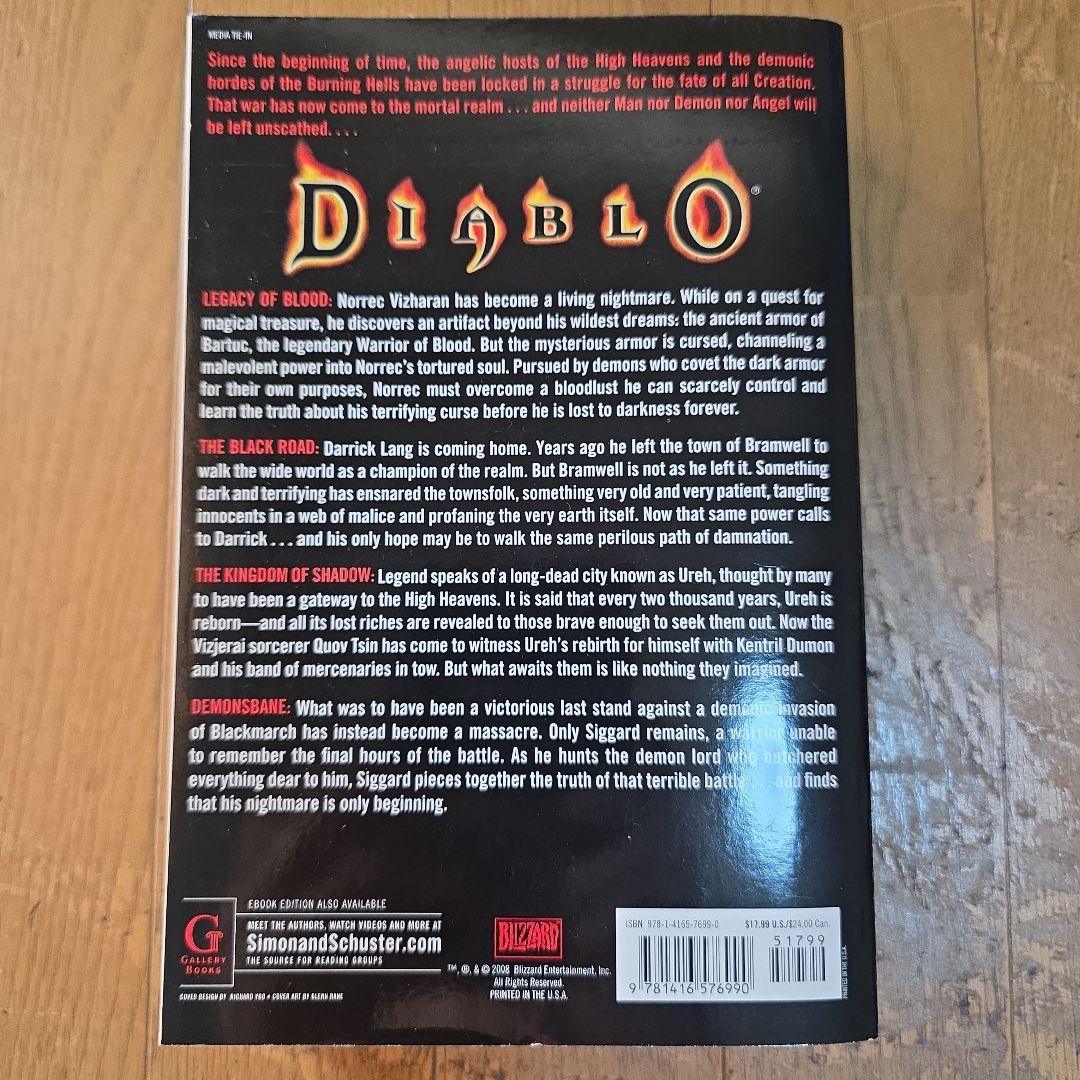 MEDIA TIE-IN
Since the beginning of time, the angelic hosts of the High Heavens and the demonic
hordes of the Burning Hells have been locked in a struggle for the fate of all Creation.
That war has now come to the mortal realm . . . and neither Man nor Demon nor Angel will
be left unscathed. . . .
DIABLO®
LEGACY OF BLOOD: Norrec Vizharan has become a living nightmare. While on a quest for
magical treasure, he discovers an artifact beyond his wildest dreams: the ancient armor of
Bartuc, the legendary Warrior of Blood. But the mysterious armor is cursed, channeling a
malevolent power into Norrec's tortured soul. Pursued by demons who covet the dark armor
for their own purposes, Norrec must overcome a bloodlust he can scarcely control and
learn the truth about his terrifying curse before he is lost to darkness forever.
THE BLACK ROAD: Darrick Lang is coming home. Years ago he left the town of Bramwell to
walk the wide world as a champion of the realm. But Bramwell is not as he left it. Something
dark and terrifying has ensnared the townsfolk, something very old and very patient, tangling
innocents in a web of malice and profaning the very earth itself. Now that same power calls
to Darrick . . . and his only hope may be to walk the same perilous path of damnation.
THE KINGDOM OF SHADOW: Legend speaks of a long-dead city known as Ureh, thought by many
to have been a gateway to the High Heavens. It is said that every two thousand years, Ureh is
reborn—and all its lost riches are revealed to those brave enough to seek them out. Now the
Vizjerai sorcerer Quov Tsin has come to witness Ureh's rebirth for himself with Kentril Dumon
and his band of mercenaries in tow. But what awaits them is like nothing they imagined.
DEMONSBANE: What was to have been a victorious last stand against a demonic invasion
of Blackmarch has instead become a massacre. Only Siggard remains, a warrior unable
to remember the final hours of the battle. As he hunts the demon lord who butchered
everything dear to him, Siggard pieces together the truth of that terrible battle . . . and finds
that his nightmare is only beginning.
G
GALLERY
BOOKS
EBOOK EDITION ALSO AVAILABLE
MEET THE AUTHORS, WATCH VIDEOS AND MORE AT
SimonandSchuster.com
THE SOURCE FOR READING GROUPS
COVER DESIGN BY RICHARD YOO • COVER ART BY GLENN RANE
BLIZZARD
™, ®, & © 2008 Blizzard Entertainment, Inc.
All Rights Reserved.
PRINTED IN THE U.S.A.
ISBN 978-1-4165-7699-0 $17.99 U.S./$24.00 Can.
51799
9 781416 576990
PRINTED IN THE U.S.A.